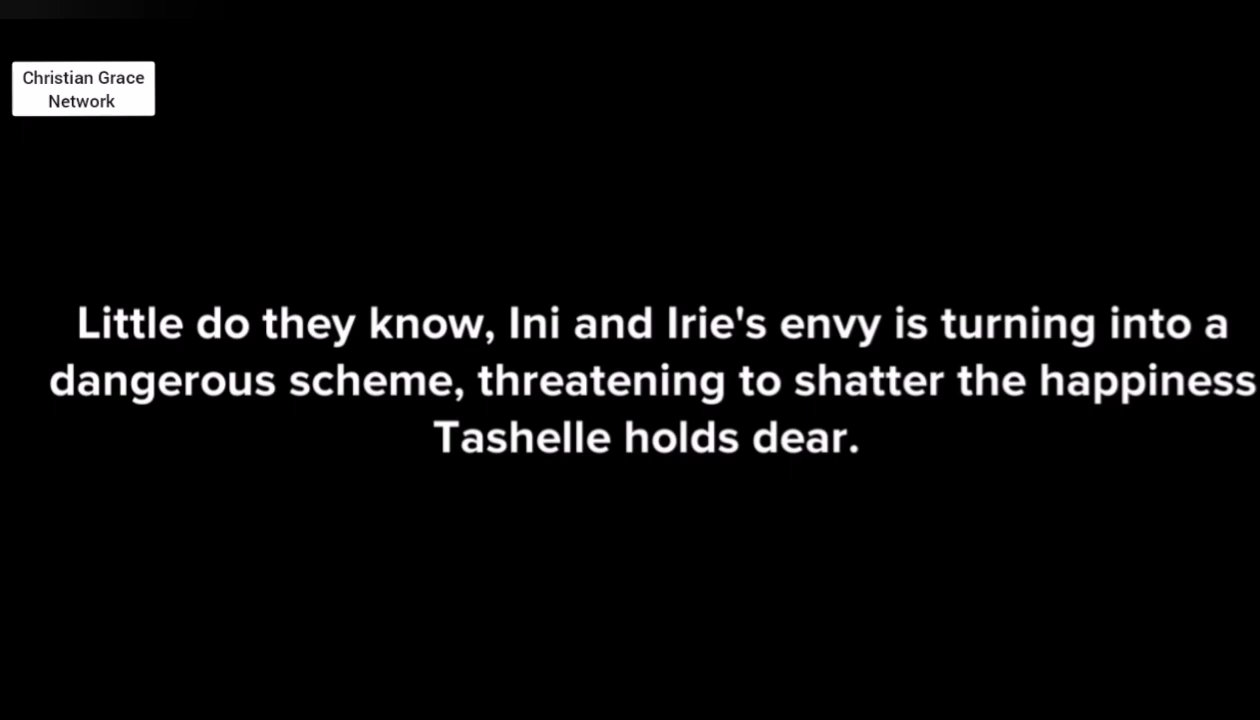 Christian Grace
Network
Little do they know, Ini and Irie's envy is turning into a
dangerous scheme, threatening to shatter the happiness
Tashelle holds dear.